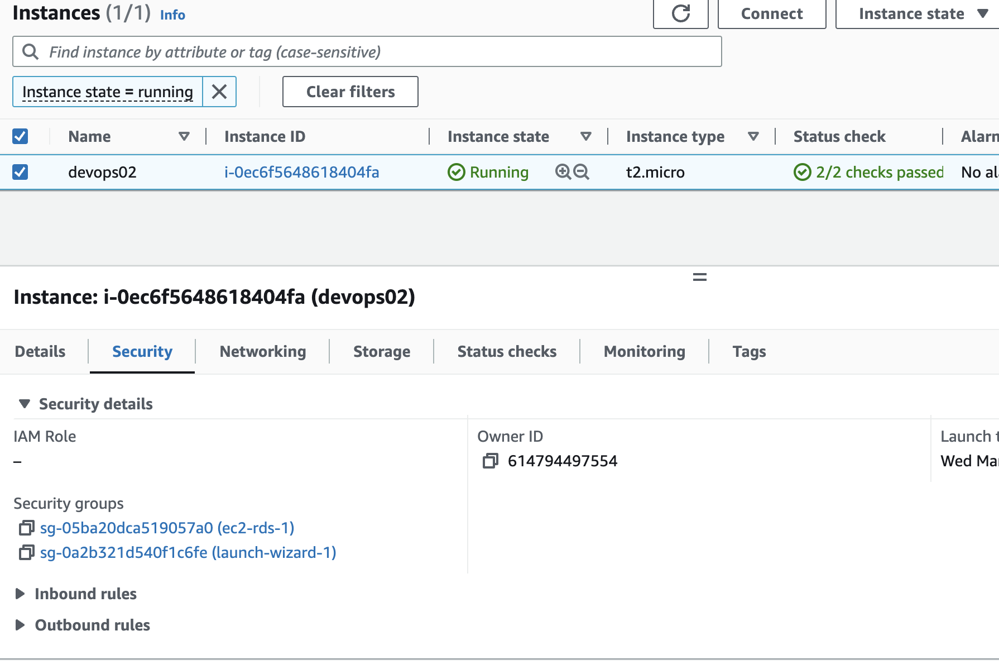 Instances (1/1) Info
Connect
Instance state
Find instance by attribute or tag (case-sensitive)
Instance state = running
Clear filters
Name Instance ID Instance state Instance type Status check
devops02 i-0ec6f5648618404fa Running t2.micro 2/2 checks passed No
Instance: i-0ec6f5648618404fa (devops02)
Details Security Networking Storage Status checks Monitoring Tags
Security details
IAM Role
–
Owner ID
614794497554
Launch
Wed
Security groups
sg-05ba20dca519057a0 (ec2-rds-1)
sg-0a2b321d540f1c6fe (launch-wizard-1)
Inbound rules
Outbound rules